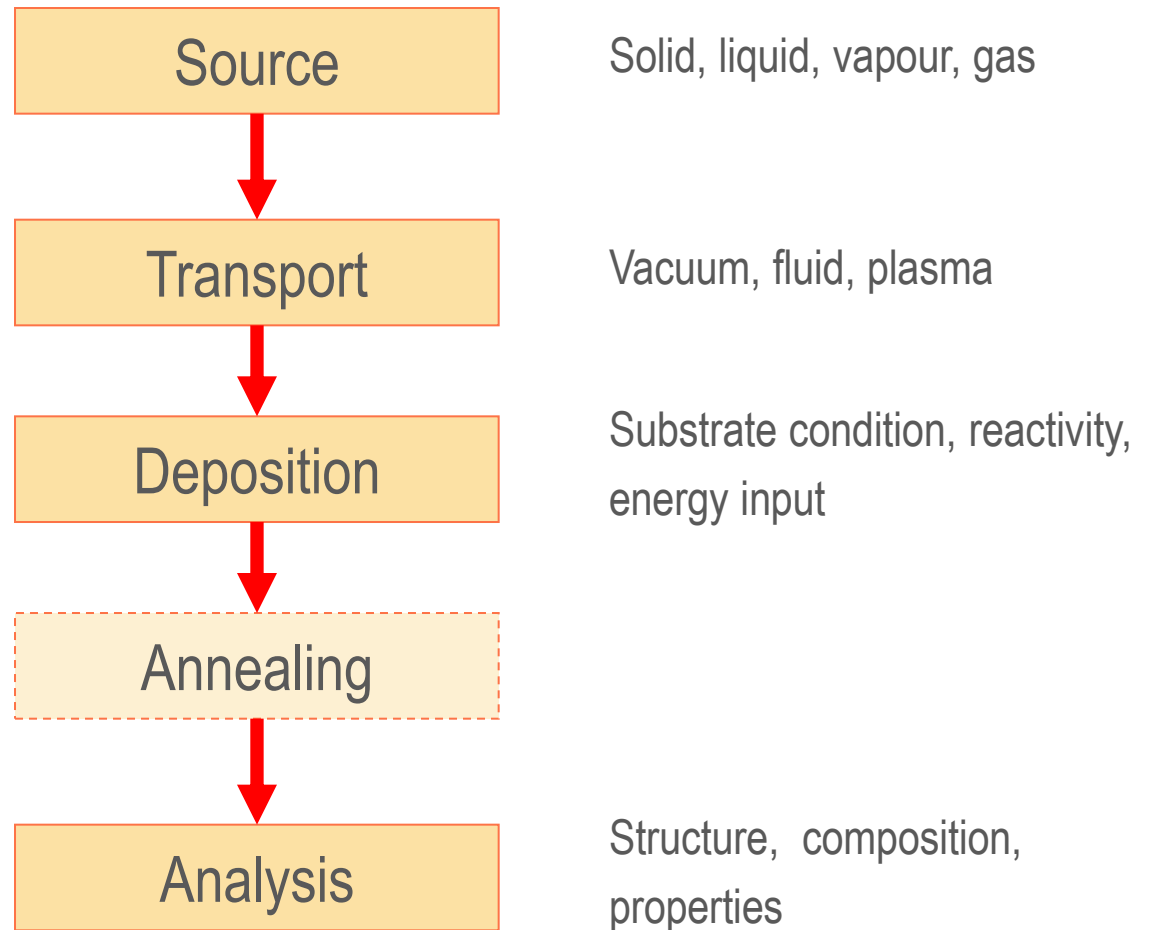 Source
Solid, liquid, vapour, gas
Transport
Vacuum, fluid, plasma
Deposition
Substrate condition, reactivity,
energy input
Annealing
Analysis
Structure, composition,
properties